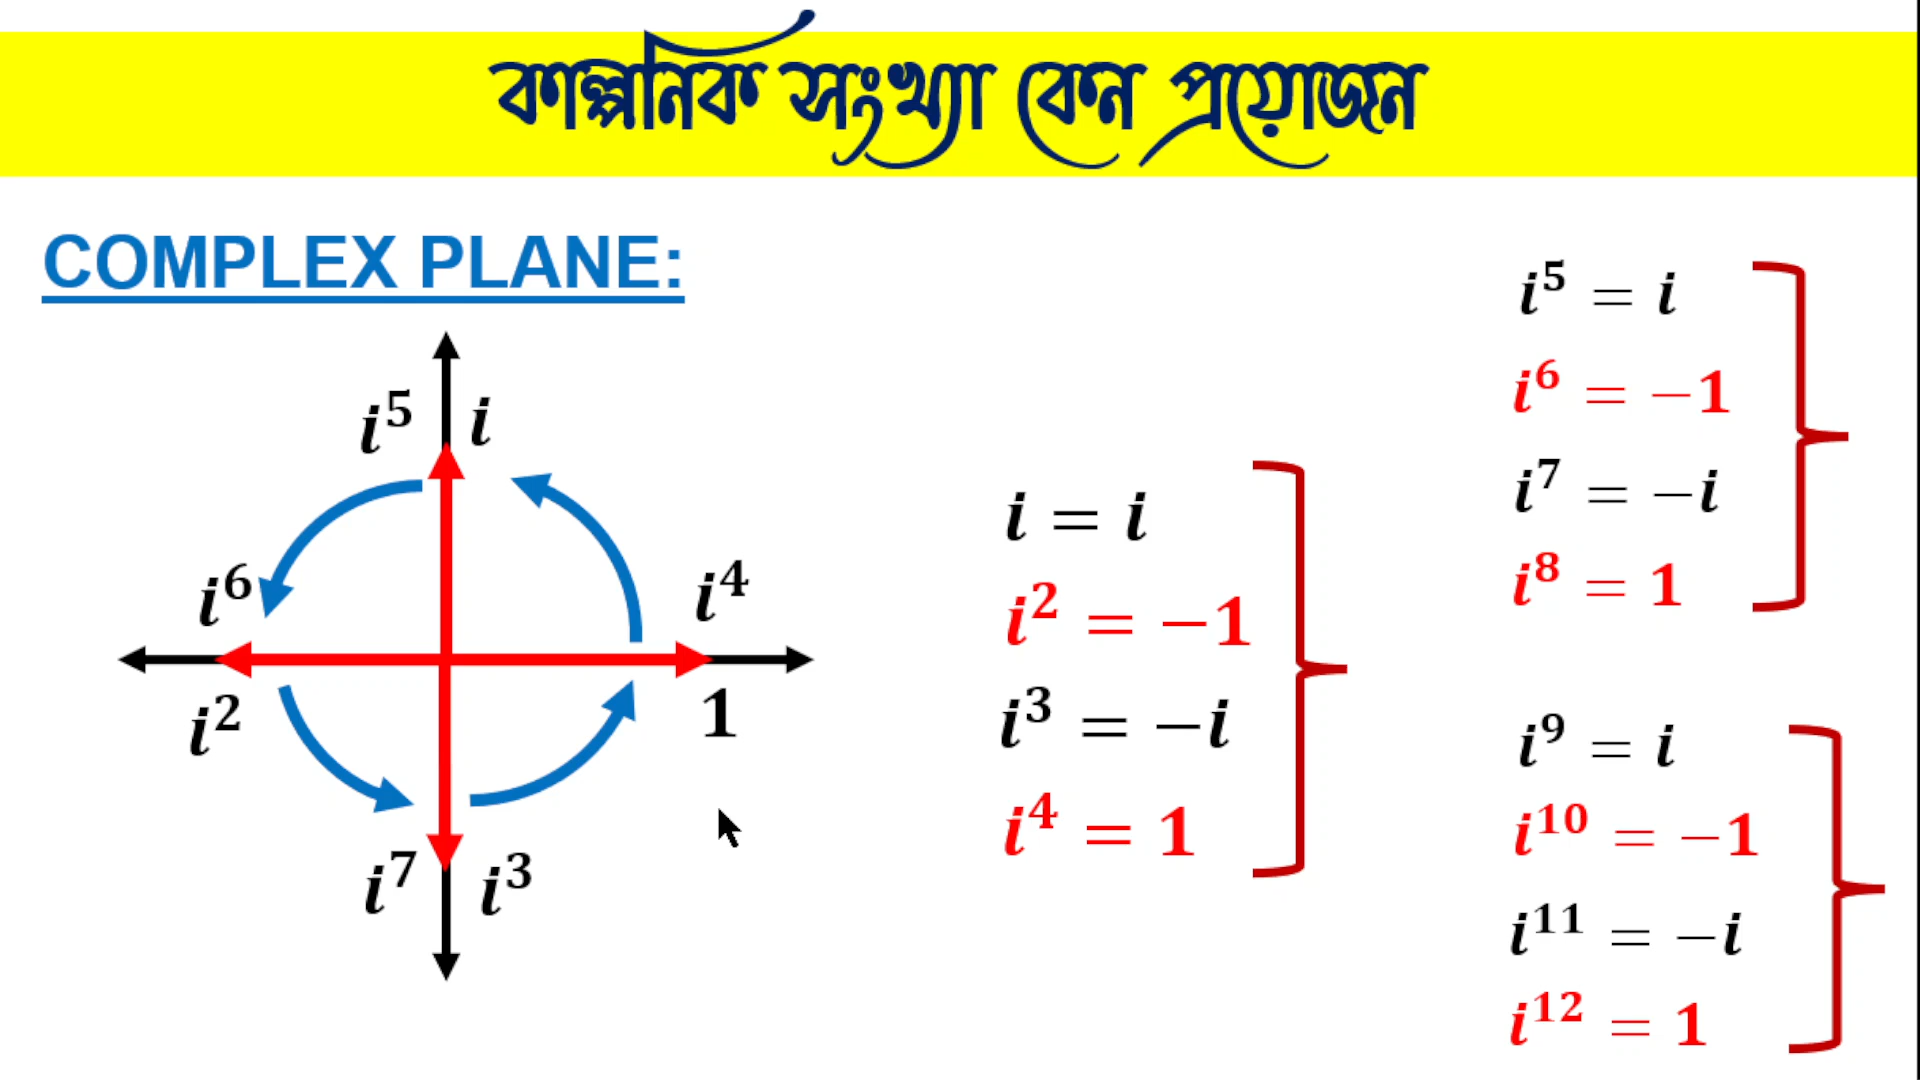 কাল্পনিক সংখ্যা কেন প্রয়োজন
COMPLEX PLANE:
i⁵ i
i⁶ i⁴
i² 1
i⁷ i³
i = i
i² = −1
i³ = −i
i⁴ = 1
i⁵ = i
i⁶ = −1
i⁷ = −i
i⁸ = 1
i⁹ = i
i¹⁰ = −1
i¹¹ = −i
i¹² = 1